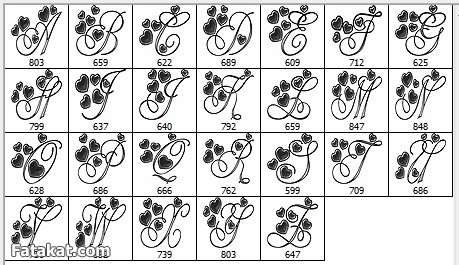 A B C D E F G
803 659 622 689 609 712 625
H I J K L M N
799 637 640 792 659 847 848
O P Q R S T U
628 686 666 762 599 709 686
V W X Y Z
739 803 647
Fatakat.com